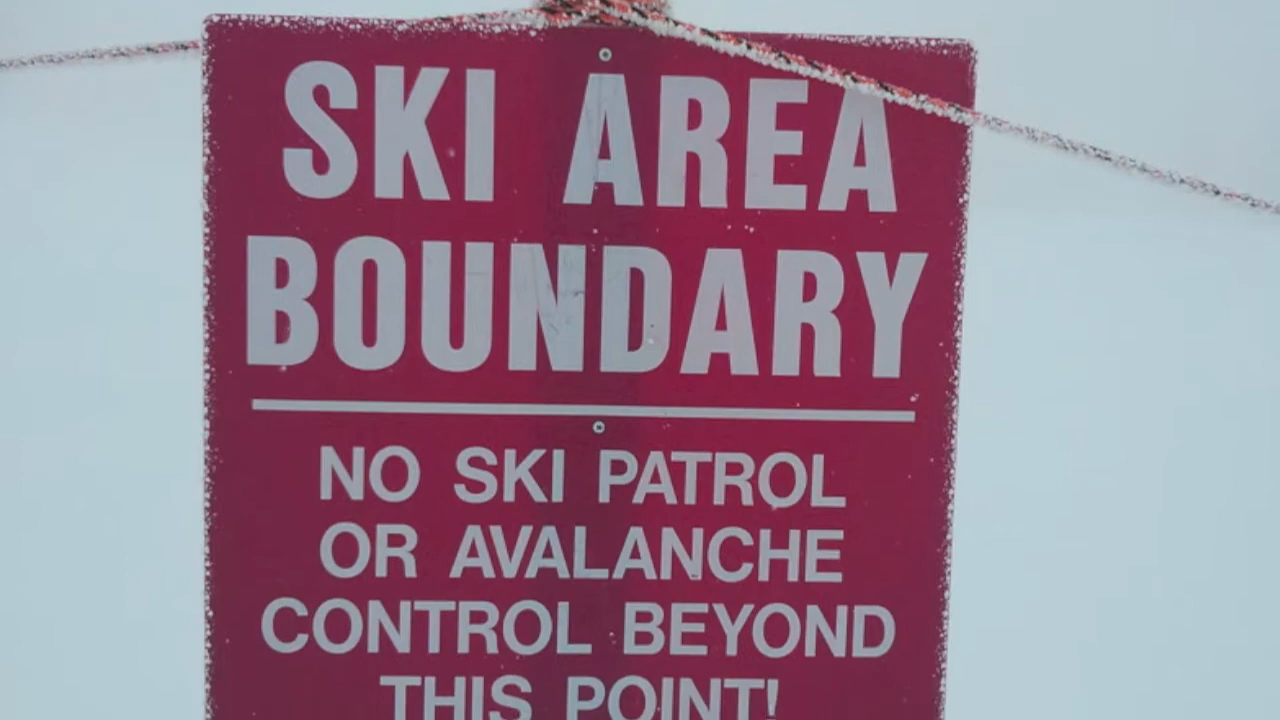 SKI AREA
BOUNDARY
NO SKI PATROL
OR AVALANCHE
CONTROL BEYOND
THIS POINT!